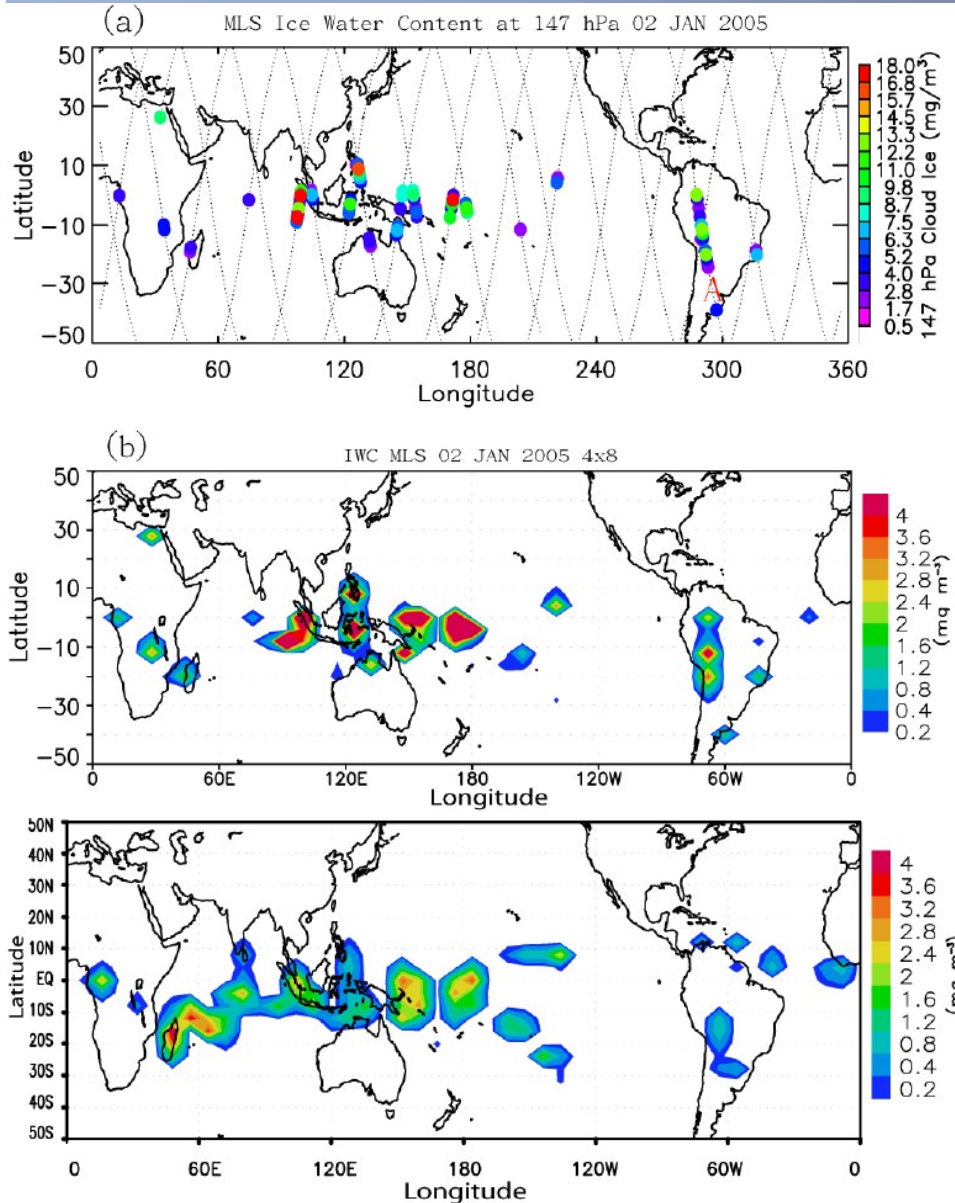 (a)
MLS Ice Water Content at 147 hPa 02 JAN 2005
50
30
10
-10
-30
-50
Latitude
0 60 120 180 240 300 360
Longitude
A
18.0
16.8
15.7
14.5
13.3
12.2
11.0
9.8
8.7
7.5
6.3
5.2
4.0
2.8
1.7
0.5
147 hPa Cloud Ice (mg/m³)
(b)
IWC MLS 02 JAN 2005 4x8
50
30
10
-10
-30
-50
Latitude
0 60E 120E 180 120W 60W 0
Longitude
4
3.6
3.2
2.8
2.4
2
1.6
1.2
0.8
0.4
0.2
(mg m⁻³)
50N
40N
30N
20N
10N
EQ
10S
20S
30S
40S
50S
Latitude
0 60E 120E 180 120W 60W 0
Longitude
4
3.6
3.2
2.8
2.4
2
1.6
1.2
0.8
0.4
0.2
(mg m⁻³)